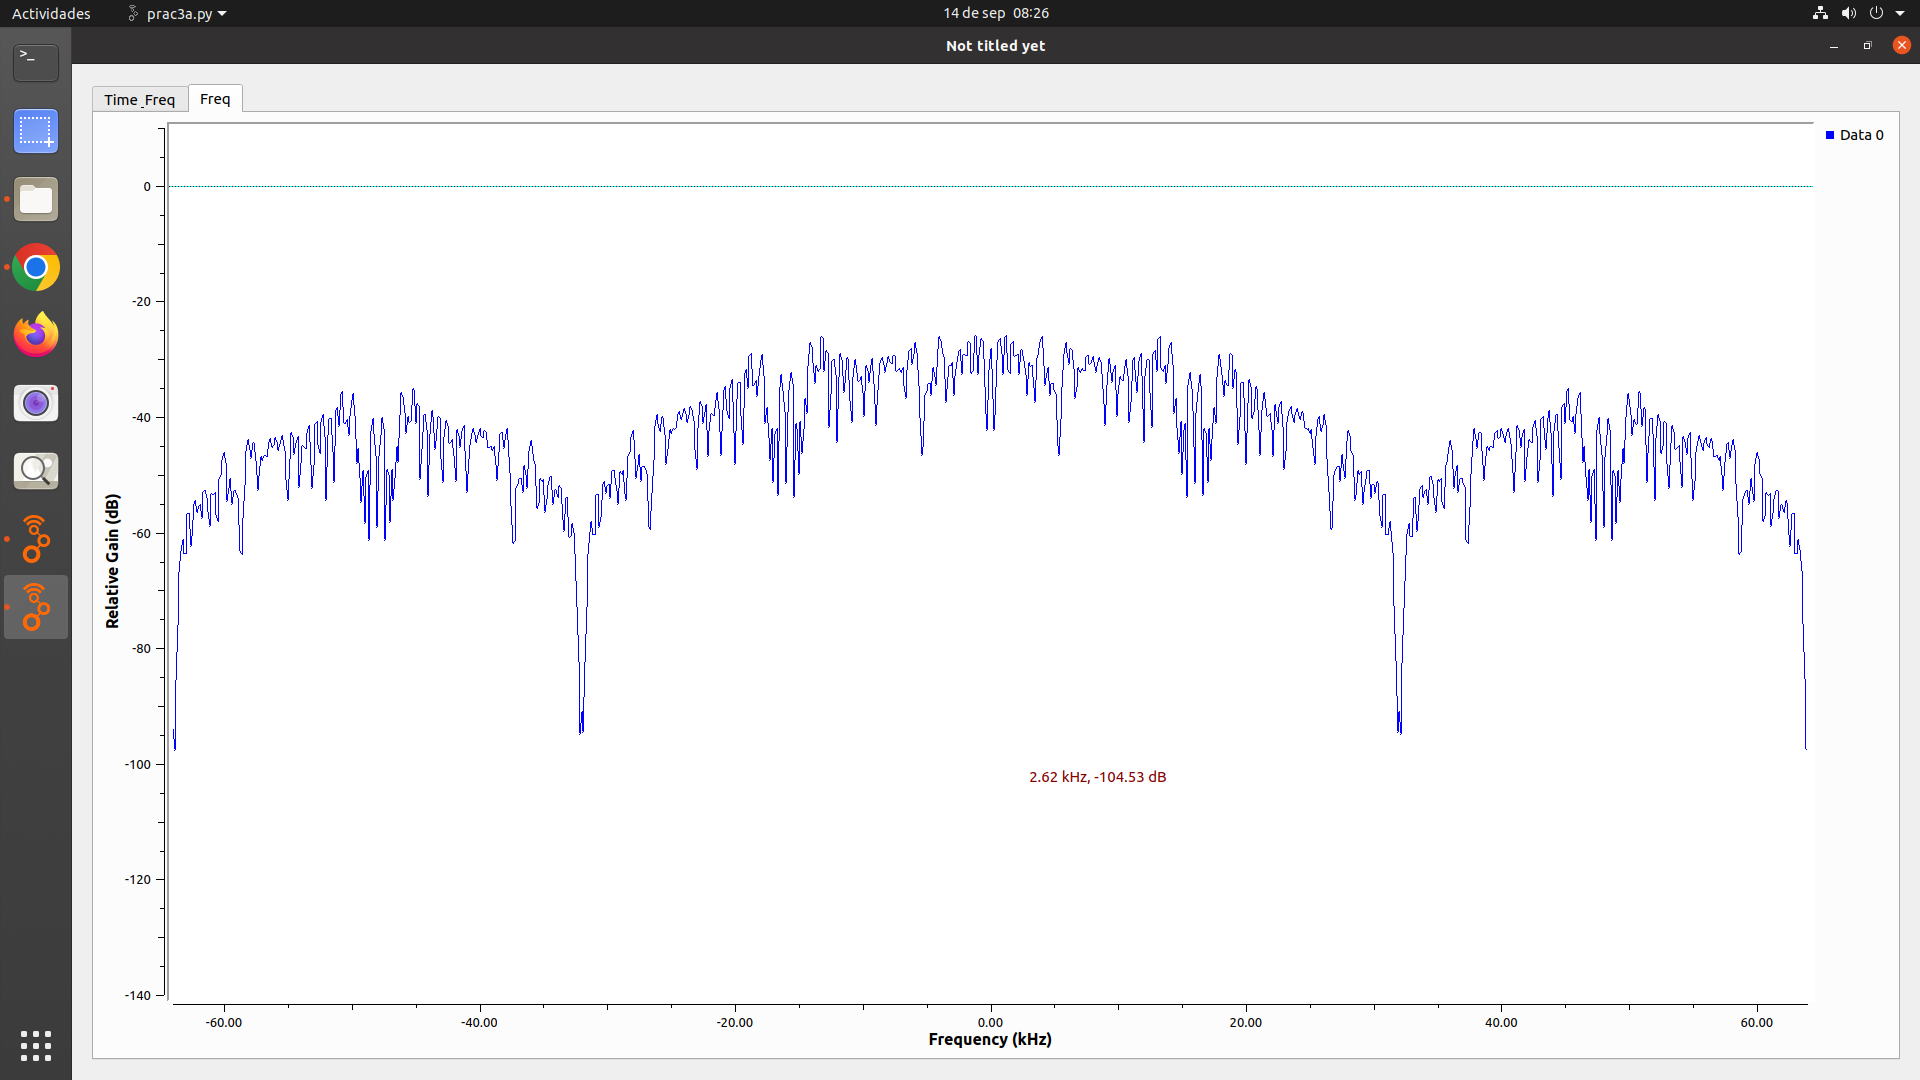 Actividades prac3a.py 14 de sep 08:26
Not titled yet
Time_Freq Freq
Data 0
0
-20
-40
-60
-80
-100
-120
-140
Relative Gain (dB)
2.62 kHz, -104.53 dB
-60.00 -40.00 -20.00 0.00 20.00 40.00 60.00
Frequency (kHz)